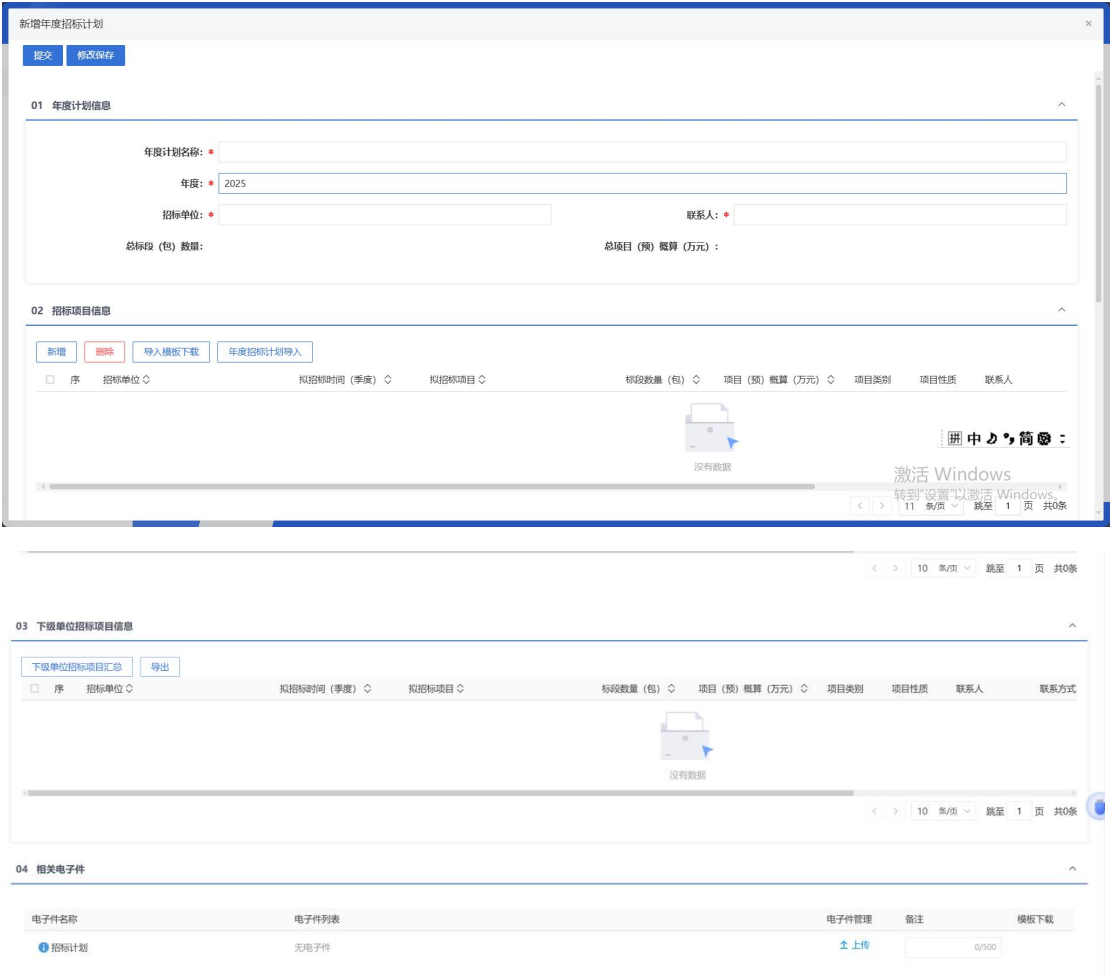 新增年度招标计划 ×
提交 修改保存
01 年度计划信息
年度计划名称: *
年度: * 2025
招标单位: * 联系人: *
总标段（包）数量: 总项目（预）概算（万元）:
02 招标项目信息
新增 删除 导入模板下载 年度招标计划导入
序 招标单位 拟招标时间（季度） 拟招标项目 标段数量（包） 项目（预）概算（万元） 项目类别 项目性质 联系人
拼 中 简
没有数据
激活 Windows
转到"设置"以激活 Windows。
11 条/页 跳至 1 页 共0条
10 条/页 跳至 1 页 共0条
03 下级单位招标项目信息
下级单位招标项目汇总 导出
序 招标单位 拟招标时间（季度） 拟招标项目 标段数量（包） 项目（预）概算（万元） 项目类别 项目性质 联系人 联系方式
没有数据
10 条/页 跳至 1 页 共0条
04 相关电子件
电子件名称 电子件列表 电子件管理 备注 模板下载
招标计划 无电子件 上传 0/500